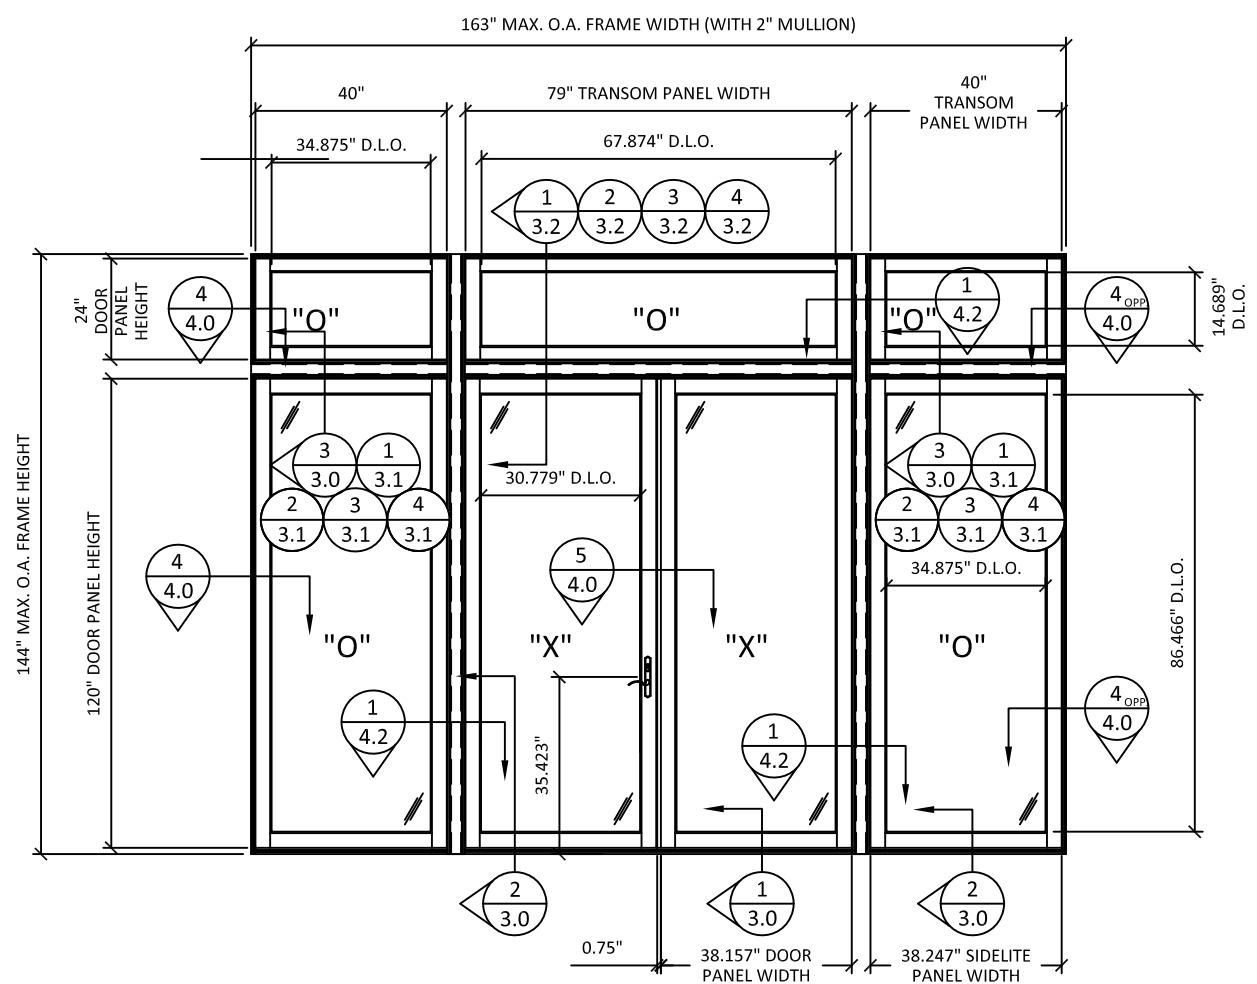 163" MAX. O.A. FRAME WIDTH (WITH 2" MULLION)
40"
79" TRANSOM PANEL WIDTH
40"
TRANSOM
PANEL WIDTH
34.875" D.L.O.
67.874" D.L.O.
1
3.2
2
3.2
3
3.2
4
3.2
24"
DOOR
PANEL
HEIGHT
4
4.0
"O"
"O"
"O"
1
4.2
4 OPP
4.0
14.689"
D.L.O.
144" MAX. O.A. FRAME HEIGHT
120" DOOR PANEL HEIGHT
3
3.0
1
3.1
2
3.1
3
3.1
4
3.1
30.779" D.L.O.
3
3.0
1
3.1
2
3.1
3
3.1
4
3.1
34.875" D.L.O.
86.466" D.L.O.
4
4.0
5
4.0
"O"
"X"
"X"
"O"
1
4.2
35.423"
1
4.2
4 OPP
4.0
2
3.0
1
3.0
2
3.0
0.75"
38.157" DOOR
PANEL WIDTH
38.247" SIDELITE
PANEL WIDTH